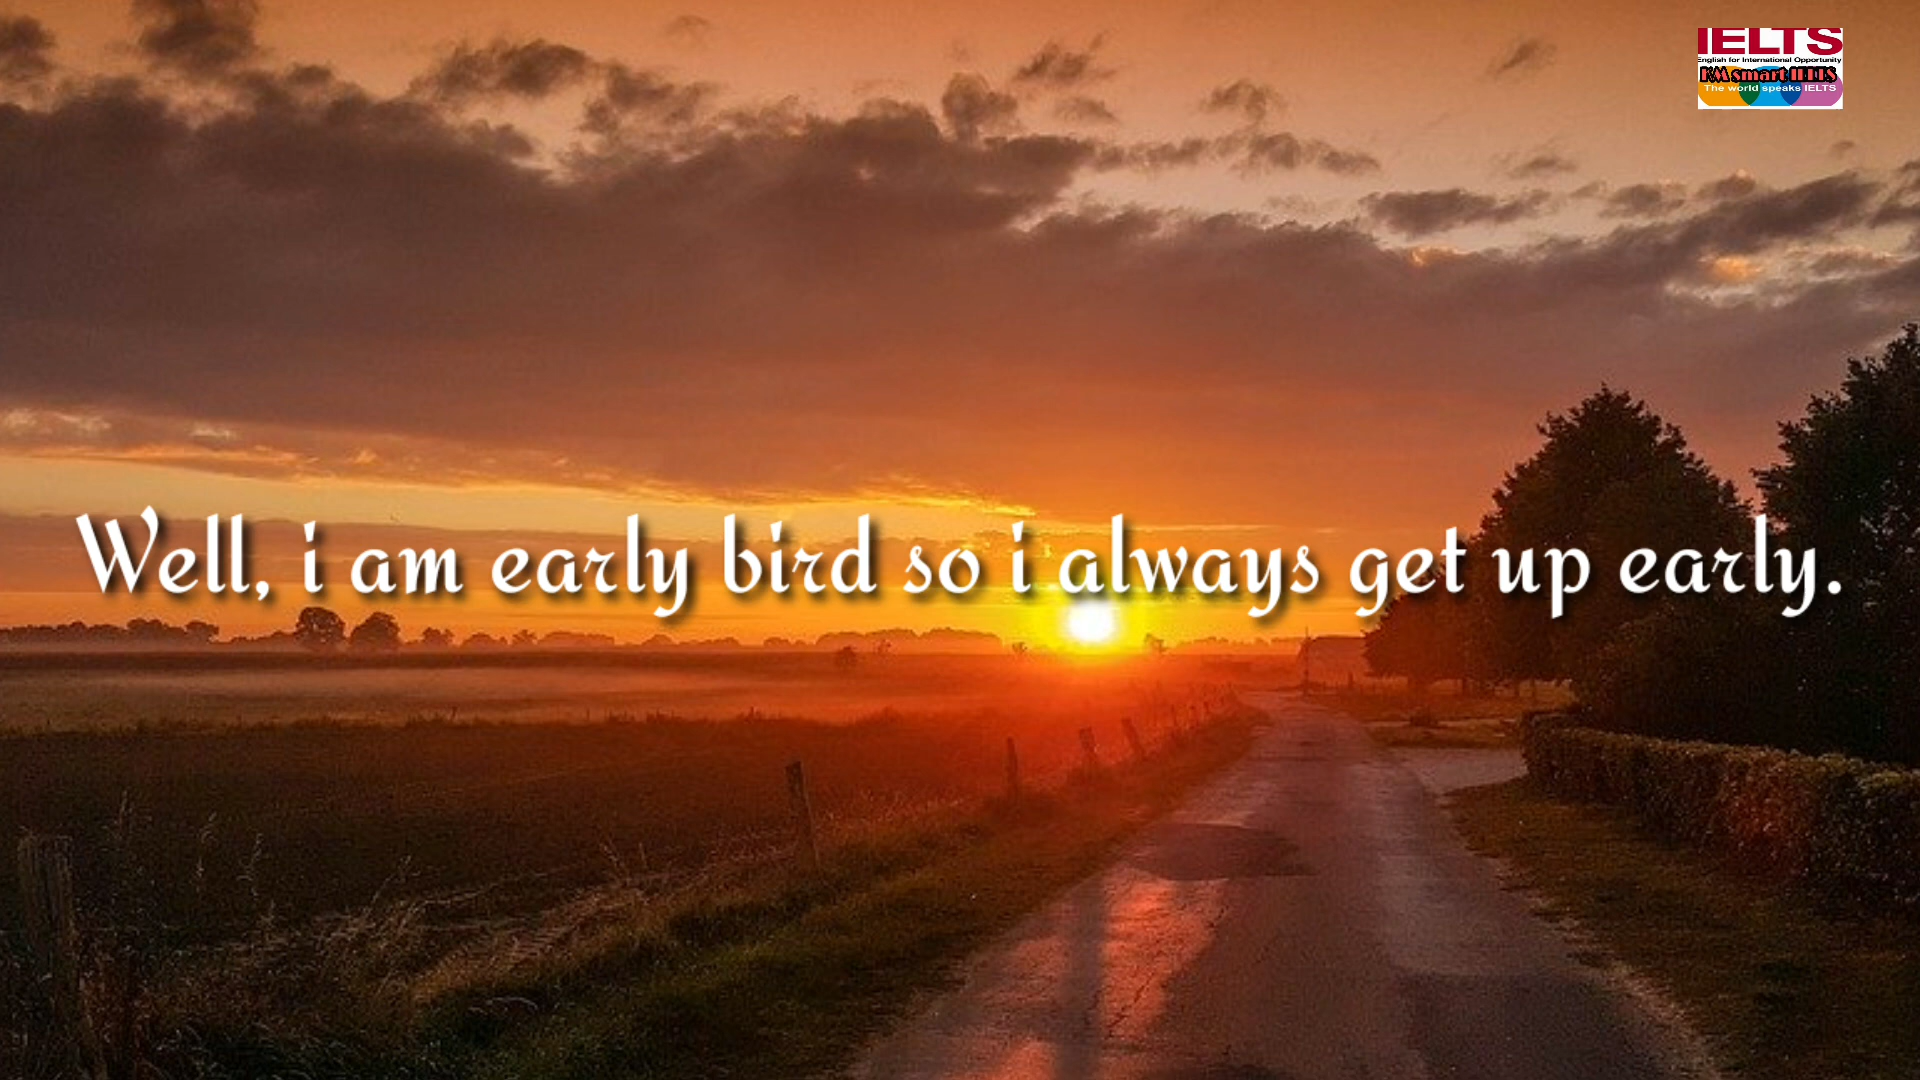 IELTS
English for International Opportunity
KM smart IELTS
The world speaks IELTS
Well, i am early bird so i always get up early.